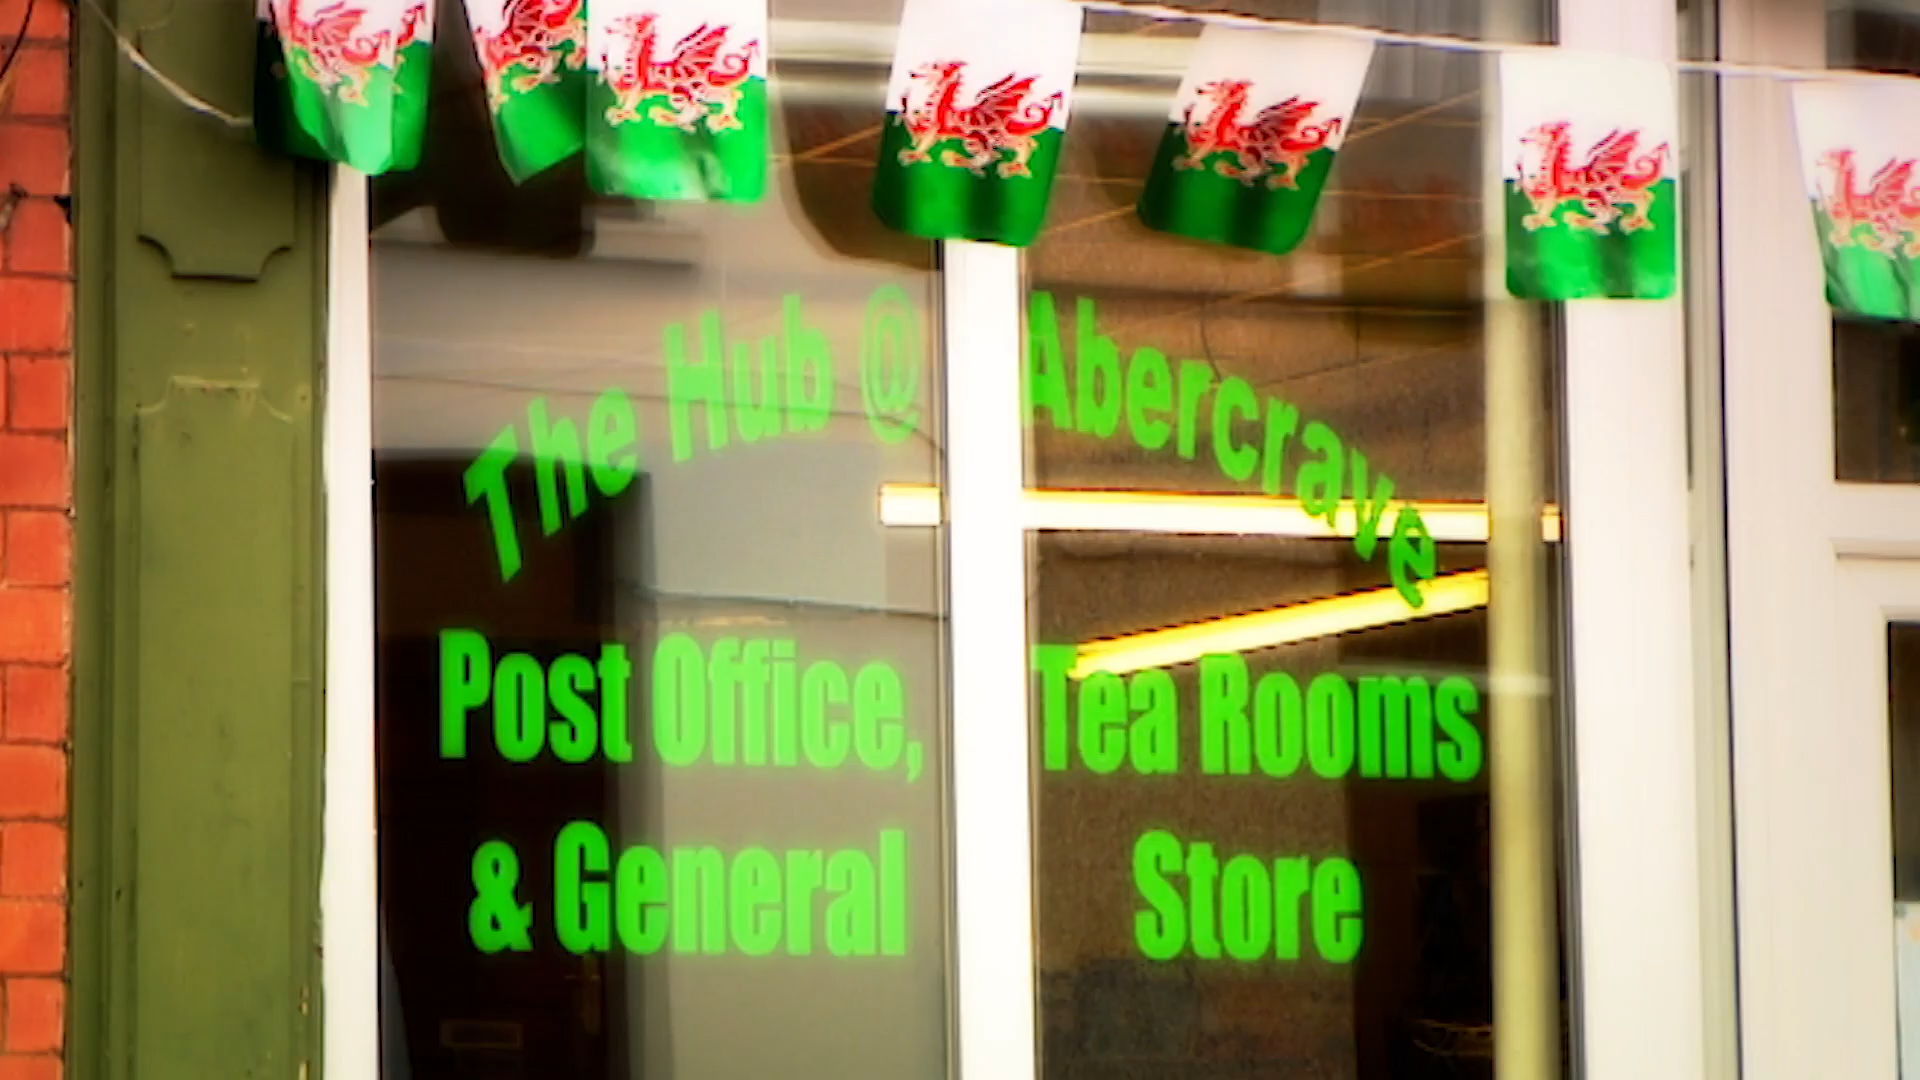 The Hub @ Abercrave
Post Office, Tea Rooms
& General Store